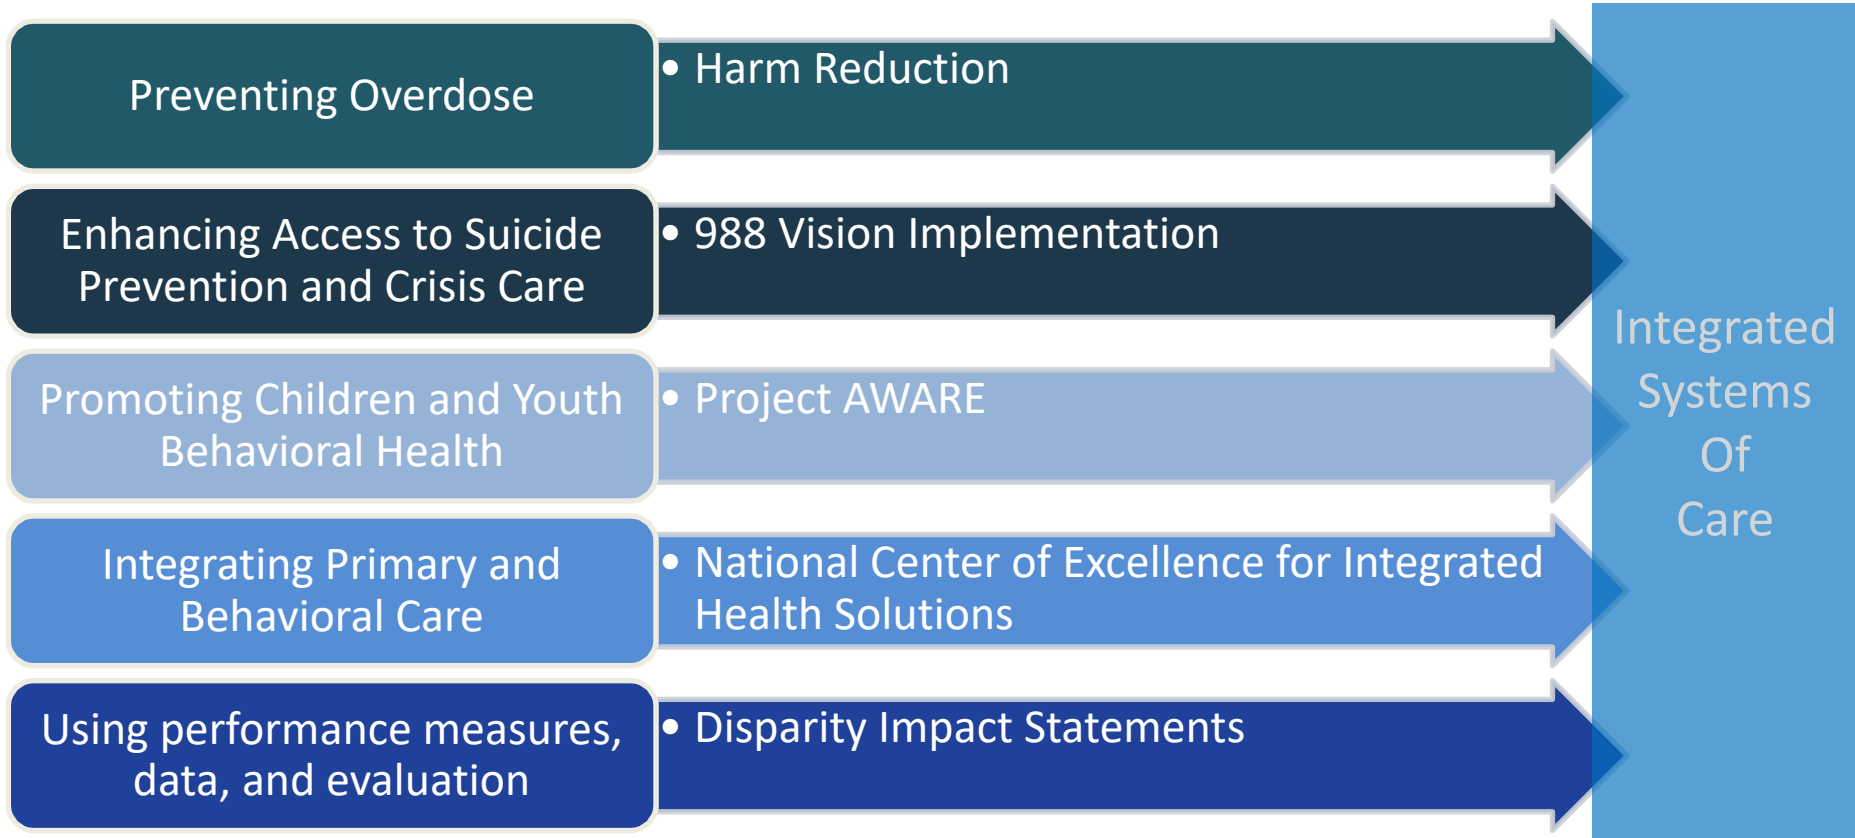 Preventing Overdose
• Harm Reduction
Enhancing Access to Suicide
Prevention and Crisis Care
• 988 Vision Implementation
Promoting Children and Youth
Behavioral Health
• Project AWARE
Integrating Primary and
Behavioral Care
• National Center of Excellence for Integrated
Health Solutions
Using performance measures,
data, and evaluation
• Disparity Impact Statements
Integrated
Systems
Of
Care